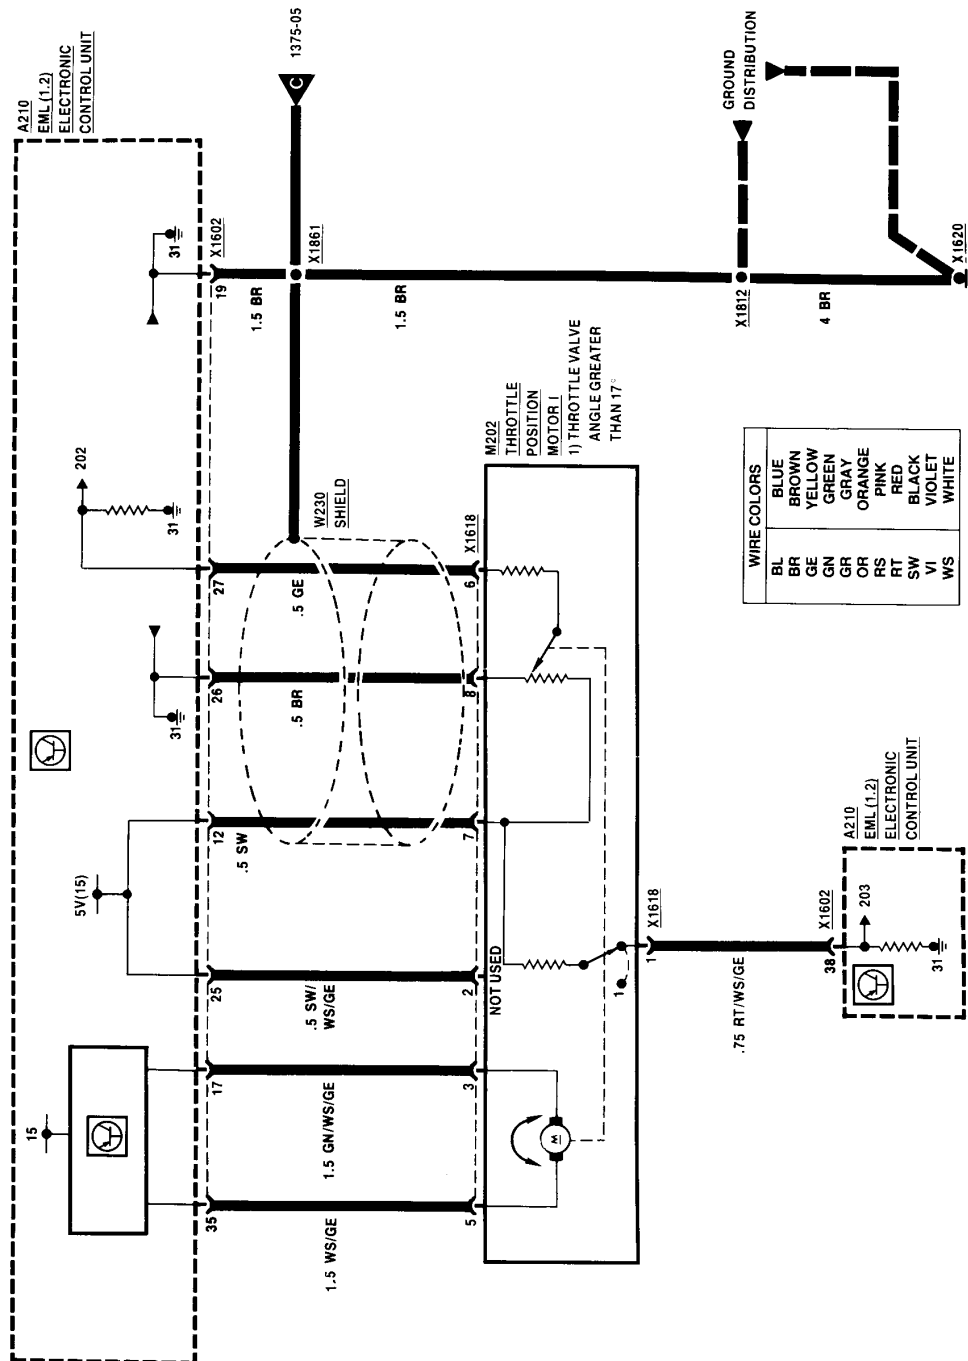 A210
EML (1.2)
ELECTRONIC
CONTROL UNIT
15
5V(15)
31
202
31
31
35
17
25
12
26
27
19
X1602
1.5 WS/GE
1.5 GN/WS/GE
.5 SW/
WS/GE
.5 SW
.5 BR
.5 GE
1.5 BR
C
1375-05
X1861
1.5 BR
W230
SHIELD
5
3
2
7
8
6
X1618
NOT USED
M202
THROTTLE
POSITION
MOTOR I
1) THROTTLE VALVE
ANGLE GREATER
THAN 17°
W
1
1
X1618
.75 RT/WS/GE
38
X1602
203
31
A210
EML (1.2)
ELECTRONIC
CONTROL UNIT
GROUND
DISTRIBUTION
X1812
4 BR
X1620
WIRE COLORS
BL BLUE
BR BROWN
GE YELLOW
GN GREEN
GR GRAY
OR ORANGE
RS PINK
RT RED
SW BLACK
VI VIOLET
WS WHITE